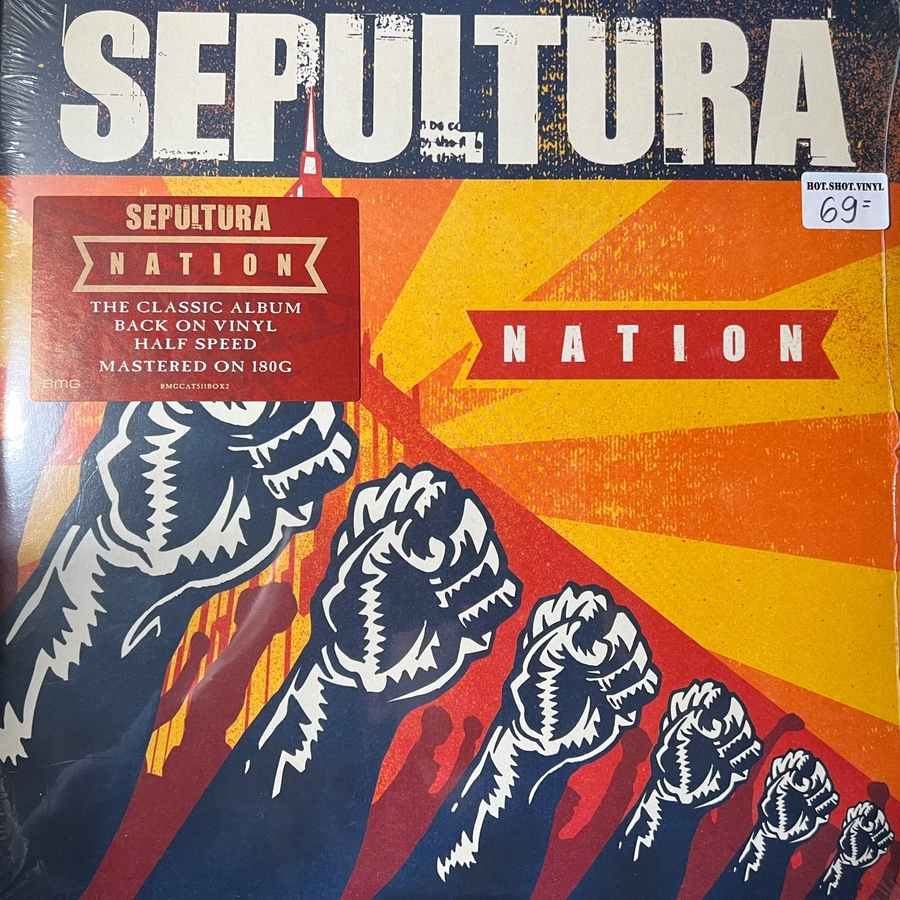 SEPULTURA
HOT.SHOT.VINYL
69=
SEPULTURA
NATION
THE CLASSIC ALBUM
BACK ON VINYL
HALF SPEED
MASTERED ON 180G
BMG
BMGCAT511BOX2
NATION